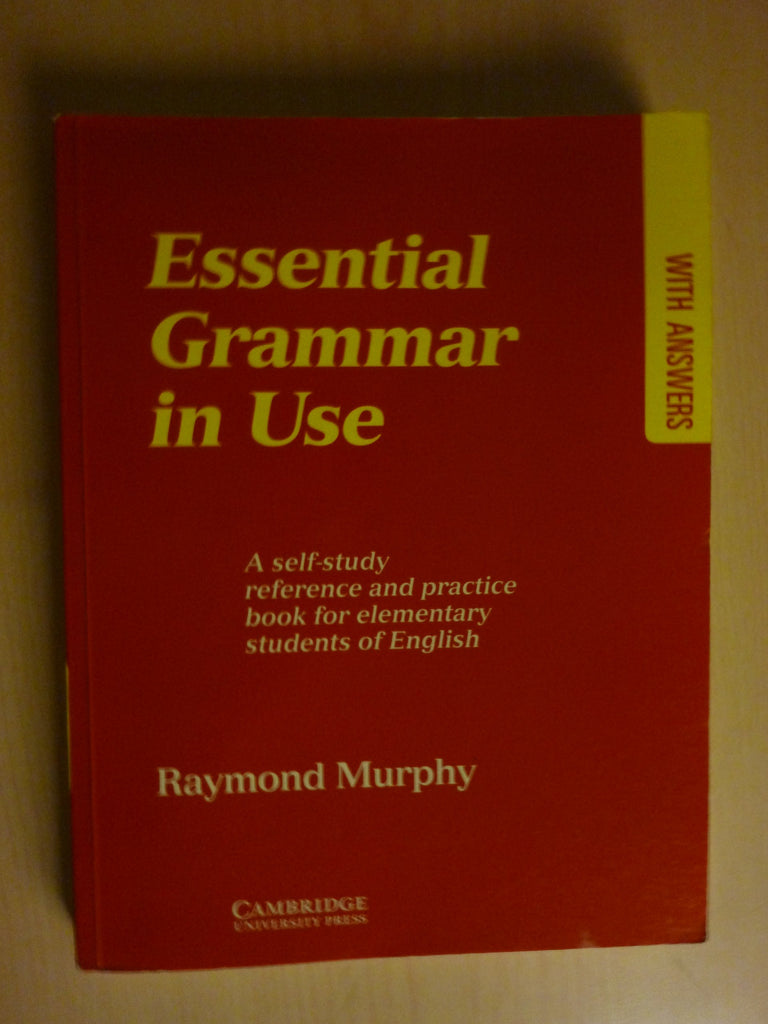 Essential
Grammar
in Use
WITH ANSWERS
A self-study
reference and practice
book for elementary
students of English
Raymond Murphy
CAMBRIDGE
UNIVERSITY PRESS